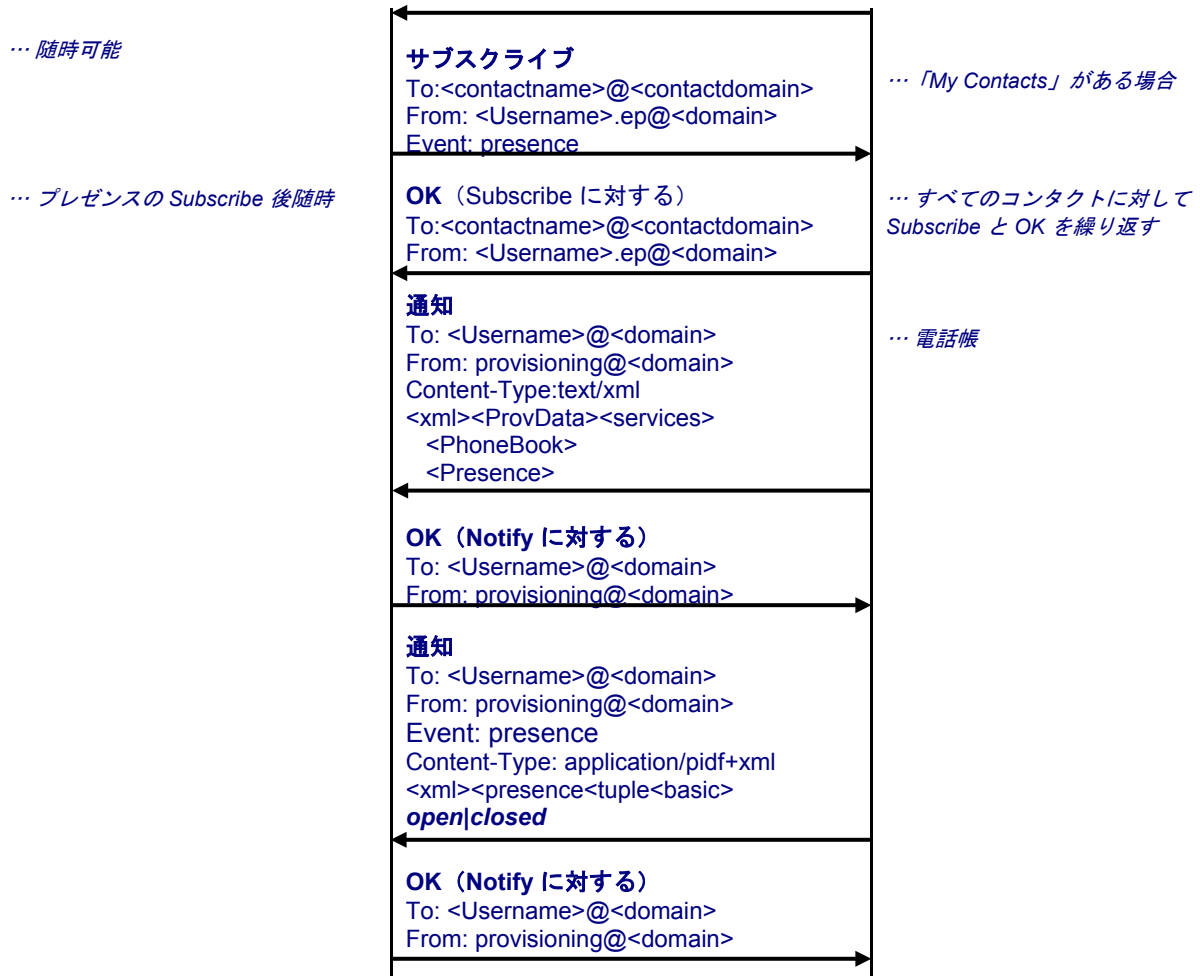 … 随時可能
サブスクライブ
To:<contactname>@<contactdomain>
From: <Username>.ep@<domain>
Event: presence
…「My Contacts」がある場合
… プレゼンスの Subscribe 後随時
OK（Subscribe に対する）
To:<contactname>@<contactdomain>
From: <Username>.ep@<domain>
… すべてのコンタクトに対して
Subscribe と OK を繰り返す
通知
To: <Username>@<domain>
From: provisioning@<domain>
Content-Type:text/xml
<xml><ProvData><services>
<PhoneBook>
<Presence>
… 電話帳
OK（Notify に対する）
To: <Username>@<domain>
From: provisioning@<domain>
通知
To: <Username>@<domain>
From: provisioning@<domain>
Event: presence
Content-Type: application/pidf+xml
<xml><presence<tuple<basic>
open|closed
OK（Notify に対する）
To: <Username>@<domain>
From: provisioning@<domain>